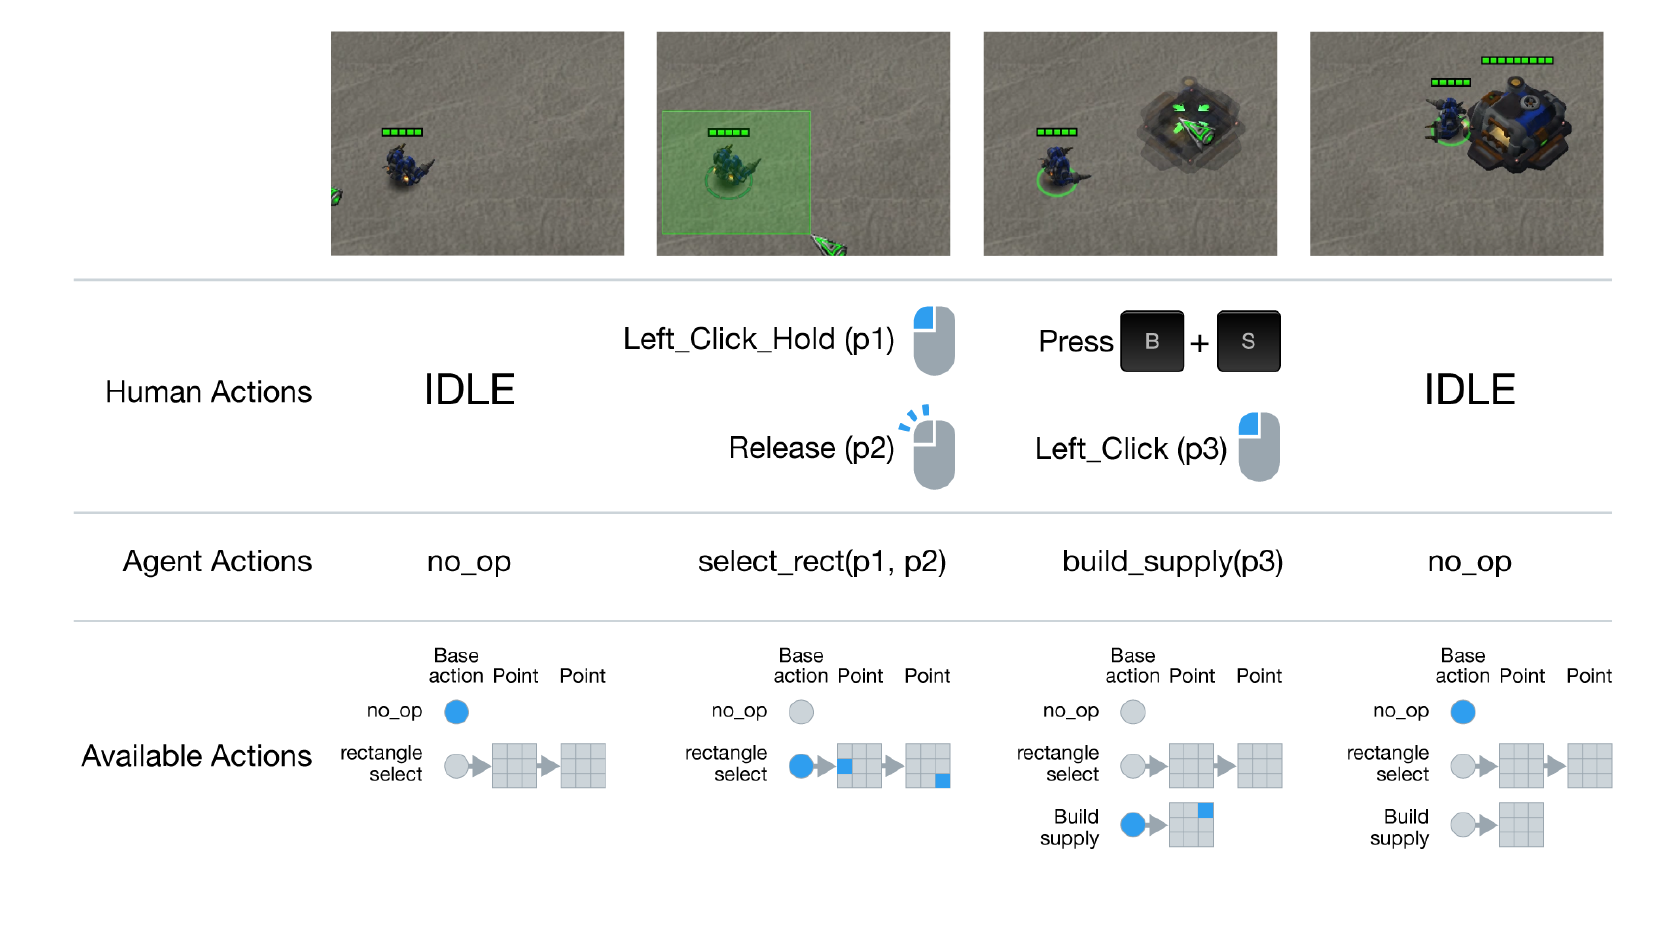 Human Actions
IDLE
Left_Click_Hold (p1)
Release (p2)
Press B + S
Left_Click (p3)
IDLE
Agent Actions
no_op
select_rect(p1, p2)
build_supply(p3)
no_op
Available Actions
Base
action Point Point
no_op
rectangle
select
Base
action Point Point
no_op
rectangle
select
Base
action Point Point
no_op
rectangle
select
Build
supply
Base
action Point Point
no_op
rectangle
select
Build
supply